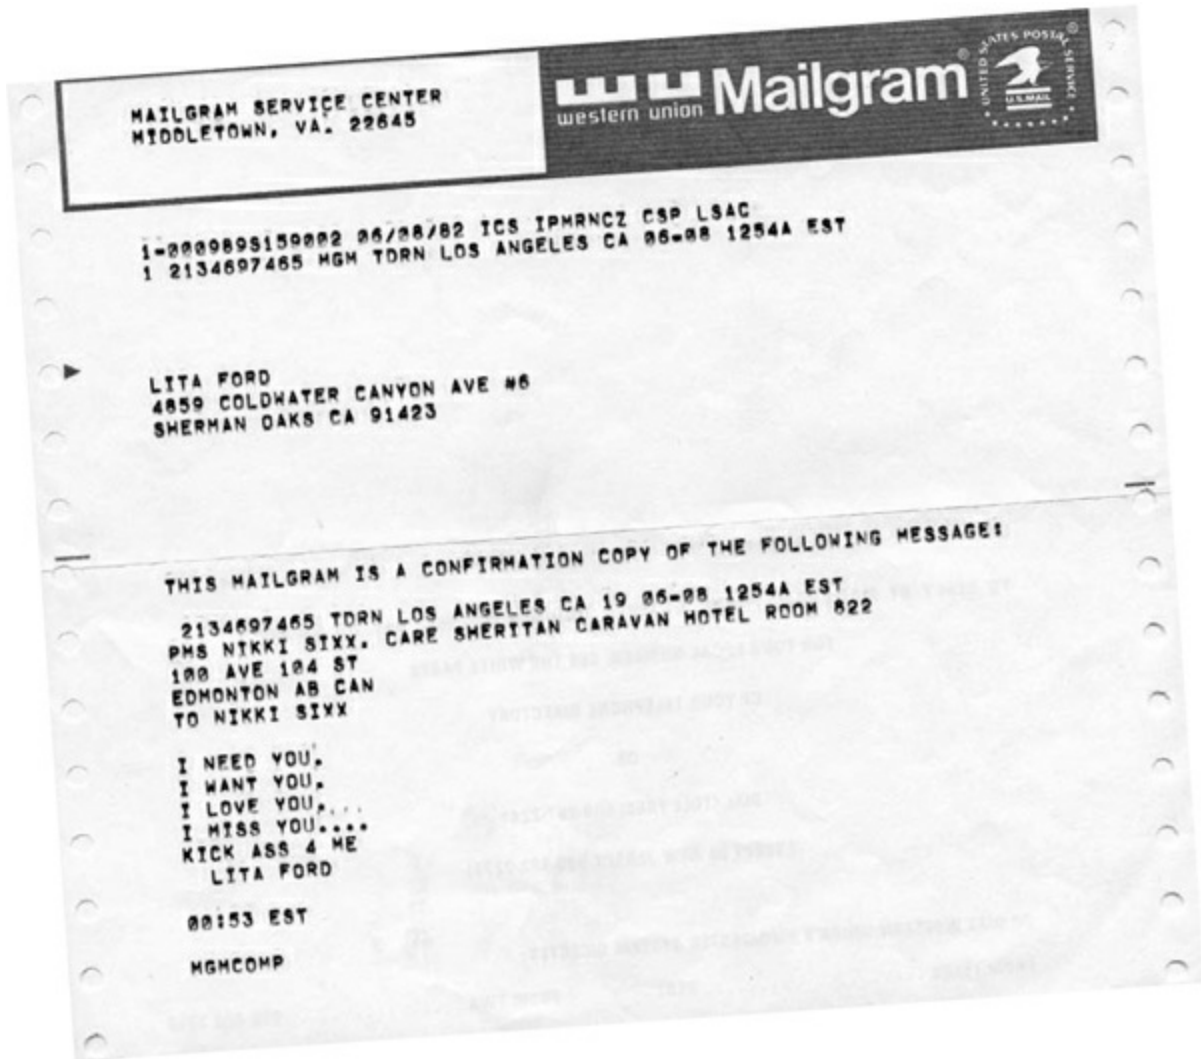 MAILGRAM SERVICE CENTER
MIDDLETOWN, VA. 22645
western union Mailgram®
UNITED STATES POSTAL SERVICE
U.S.MAIL
1-000989S159002 06/08/82 ICS IPMRNCZ CSP LSAC
1 2134697465 MGM TDRN LOS ANGELES CA 06-08 1254A EST
LITA FORD
4859 COLDWATER CANYON AVE #6
SHERMAN OAKS CA 91423
THIS MAILGRAM IS A CONFIRMATION COPY OF THE FOLLOWING MESSAGE:
2134697465 TDRN LOS ANGELES CA 19 06-08 1254A EST
PMS NIKKI SIXX, CARE SHERITAN CARAVAN HOTEL ROOM 822
100 AVE 104 ST
EDMONTON AB CAN
TO NIKKI SIXX
I NEED YOU,
I WANT YOU,
I LOVE YOU,...
I MISS YOU....
KICK ASS 4 ME
LITA FORD
00:53 EST
MGMCOMP